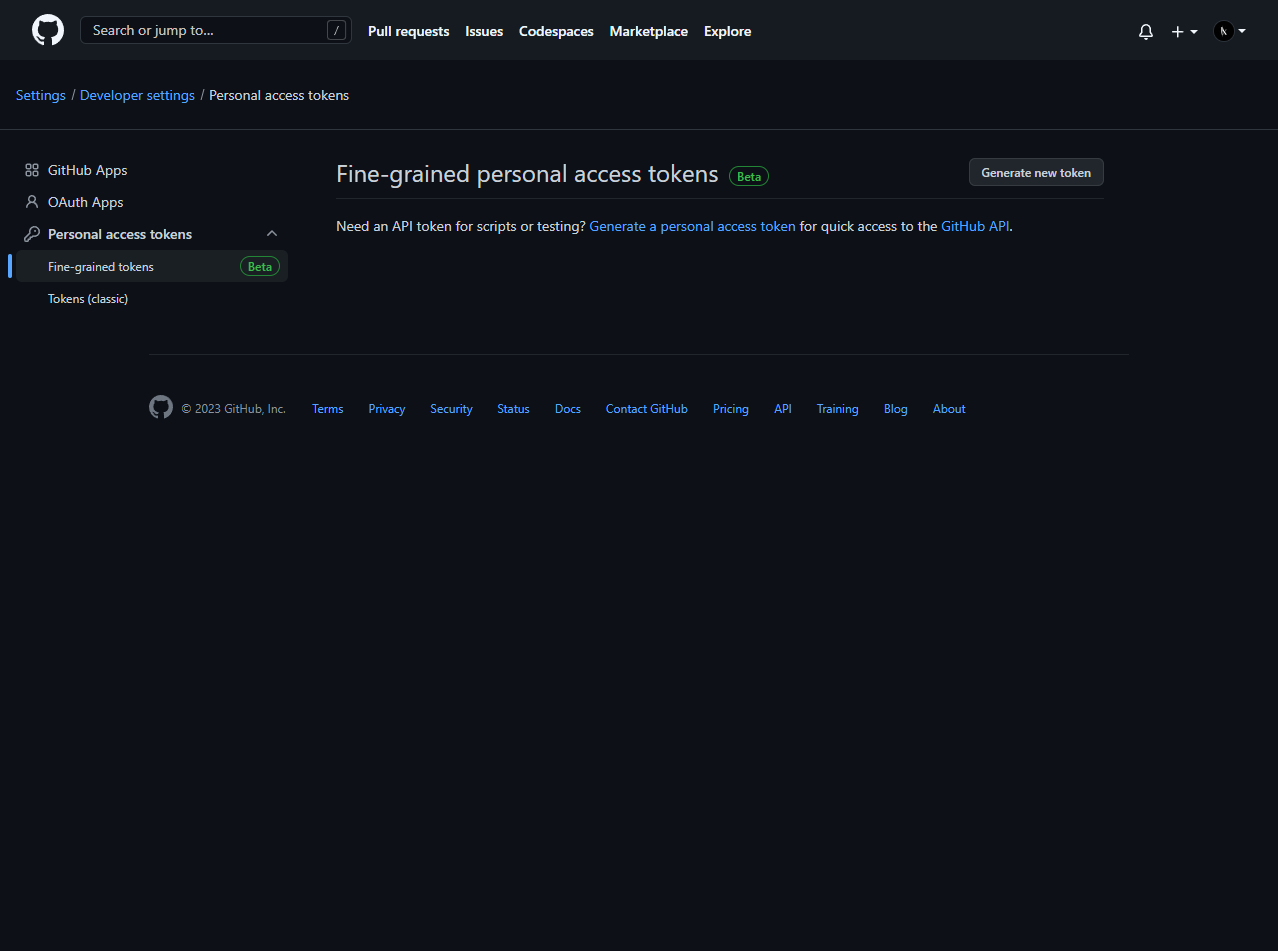 Search or jump to... / Pull requests Issues Codespaces Marketplace Explore
Settings / Developer settings / Personal access tokens
GitHub Apps
OAuth Apps
Personal access tokens
Fine-grained tokens Beta
Tokens (classic)
Fine-grained personal access tokens Beta Generate new token
Need an API token for scripts or testing? Generate a personal access token for quick access to the GitHub API.
© 2023 GitHub, Inc. Terms Privacy Security Status Docs Contact GitHub Pricing API Training Blog About